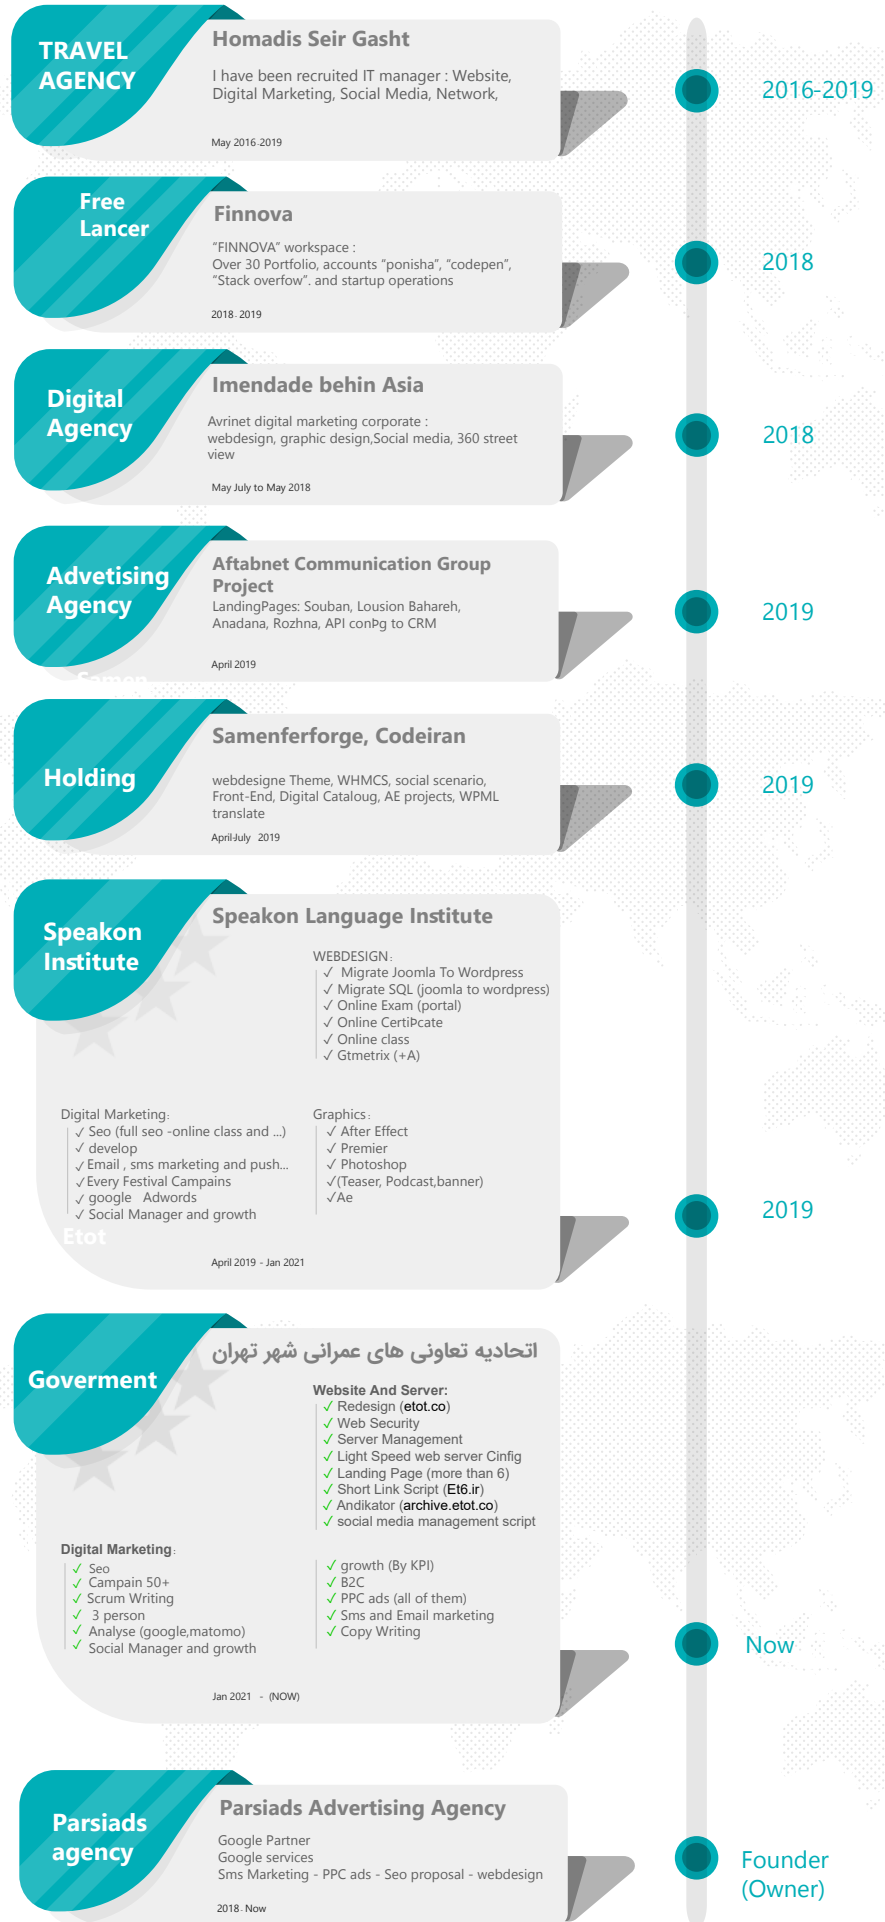 TRAVEL
AGENCY
Homadis Seir Gasht
I have been recruited IT manager : Website,
Digital Marketing, Social Media, Network,
May 2016-2019
2016-2019
Free
Lancer
Finnova
“FINNOVA” workspace :
Over 30 Portfolio, accounts “ponisha”, “codepen”,
“Stack overfow”. and startup operations
2018- 2019
2018
Digital
Agency
Imendade behin Asia
Avrinet digital marketing corporate :
webdesign, graphic design,Social media, 360 street
view
May July to May 2018
2018
Advetising
Agency
Aftabnet Communication Group
Project
LandingPages: Souban, Lousion Bahareh,
Anadana, Rozhna, API conÞg to CRM
April 2019
2019
Samen
Holding
Samenferforge, Codeiran
webdesigne Theme, WHMCS, social scenario,
Front-End, Digital Cataloug, AE projects, WPML
translate
April-July 2019
2019
Speakon
Institute
Speakon Language Institute
WEBDESIGN:
✓ Migrate Joomla To Wordpress
✓ Migrate SQL (joomla to wordpress)
✓ Online Exam (portal)
✓ Online CertiÞcate
✓ Online class
✓ Gtmetrix (+A)
Digital Marketing:
✓ Seo (full seo -online class and ...)
✓ develop
✓ Email , sms marketing and push...
✓ Every Festival Campains
✓ google Adwords
✓ Social Manager and growth
Graphics:
✓ After Effect
✓ Premier
✓ Photoshop
✓(Teaser, Podcast,banner)
✓Ae
2019
Etot
April 2019 - Jan 2021
Goverment
اتحادیه تعاونی های عمرانی شهر تهران
Website And Server:
✓ Redesign (etot.co)
✓ Web Security
✓ Server Management
✓ Light Speed web server Cinfig
✓ Landing Page (more than 6)
✓ Short Link Script (Et6.ir)
✓ Andikator (archive.etot.co)
✓ social media management script
Digital Marketing:
✓ Seo
✓ Campain 50+
✓ Scrum Writing
✓ 3 person
✓ Analyse (google,matomo)
✓ Social Manager and growth
✓ growth (By KPI)
✓ B2C
✓ PPC ads (all of them)
✓ Sms and Email marketing
✓ Copy Writing
Now
Jan 2021 - (NOW)
Parsiads
agency
Parsiads Advertising Agency
Google Partner
Google services
Sms Marketing - PPC ads - Seo proposal - webdesign
2018- Now
Founder
(Owner)